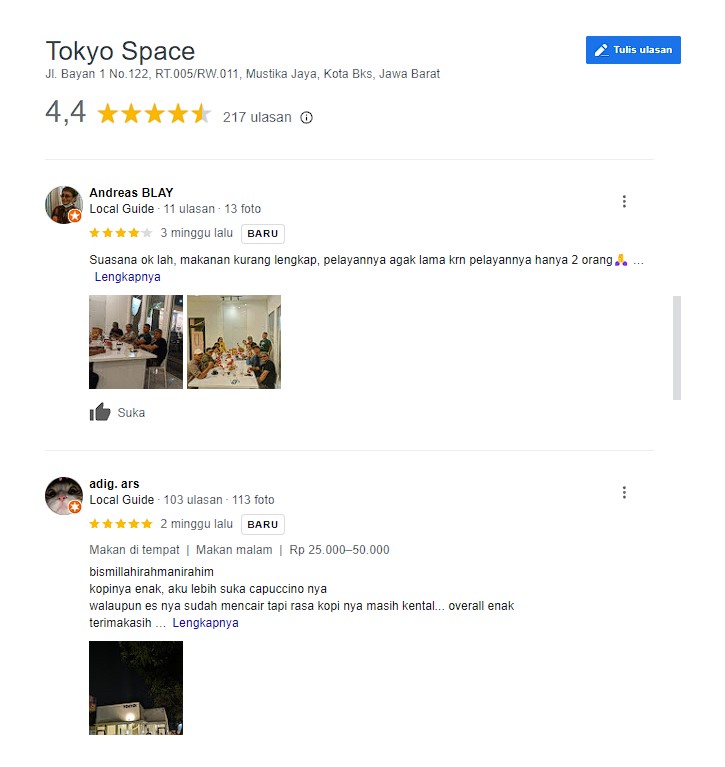 Tokyo Space
Tulis ulasan
Jl. Bayan 1 No.122, RT.005/RW.011, Mustika Jaya, Kota Bks, Jawa Barat
4,4 217 ulasan
Andreas BLAY
Local Guide · 11 ulasan · 13 foto
3 minggu lalu BARU
Suasana ok lah, makanan kurang lengkap, pelayannya agak lama krn pelayannya hanya 2 orang🙏 ...
Lengkapnya
Suka
adig. ars
Local Guide · 103 ulasan · 113 foto
2 minggu lalu BARU
Makan di tempat | Makan malam | Rp 25.000–50.000
bismillahirahmanirahim
kopinya enak, aku lebih suka capuccino nya
walaupun es nya sudah mencair tapi rasa kopi nya masih kental... overall enak
terimakasih ... Lengkapnya